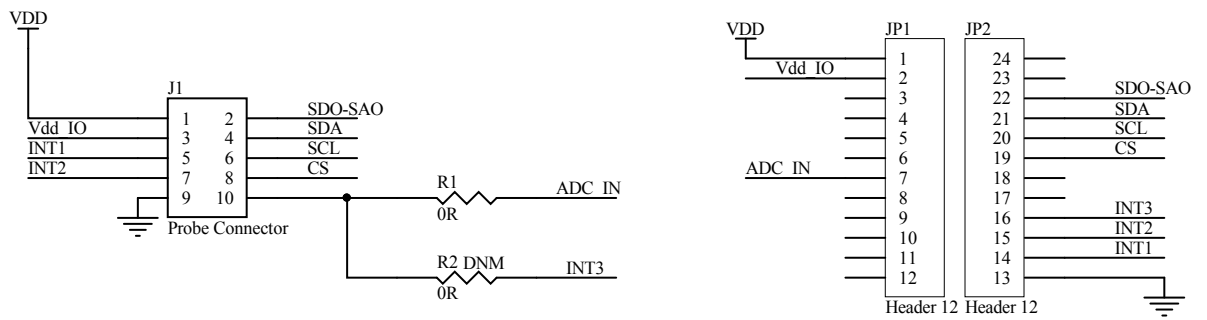 VDD
J1
1 2 SDO-SAO
Vdd_IO 3 4 SDA
INT1 5 6 SCL
INT2 7 8 CS
9 10
Probe Connector
R1
0R
ADC_IN
R2 DNM
0R
INT3
VDD
JP1
1
Vdd_IO 2
3
4
5
6
ADC_IN 7
8
9
10
11
12
Header 12
JP2
24
23
22 SDO-SAO
21 SDA
20 SCL
19 CS
18
17
16 INT3
15 INT2
14 INT1
13
Header 12